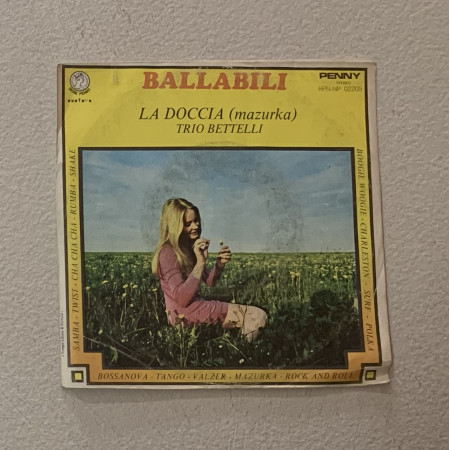 BALLABILI
PENNY
STEREO
LA DOCCIA (mazurka)
TRIO BETTELLI
SAMBA - TWIST - CHA CHA CHA - RUMBA - SHAKE
BOOGIE WOOGIE - CHARLESTON - SURF - POLKA
BOSSANOVA - TANGO - VALZER - MAZURKA - ROCK AND ROLL